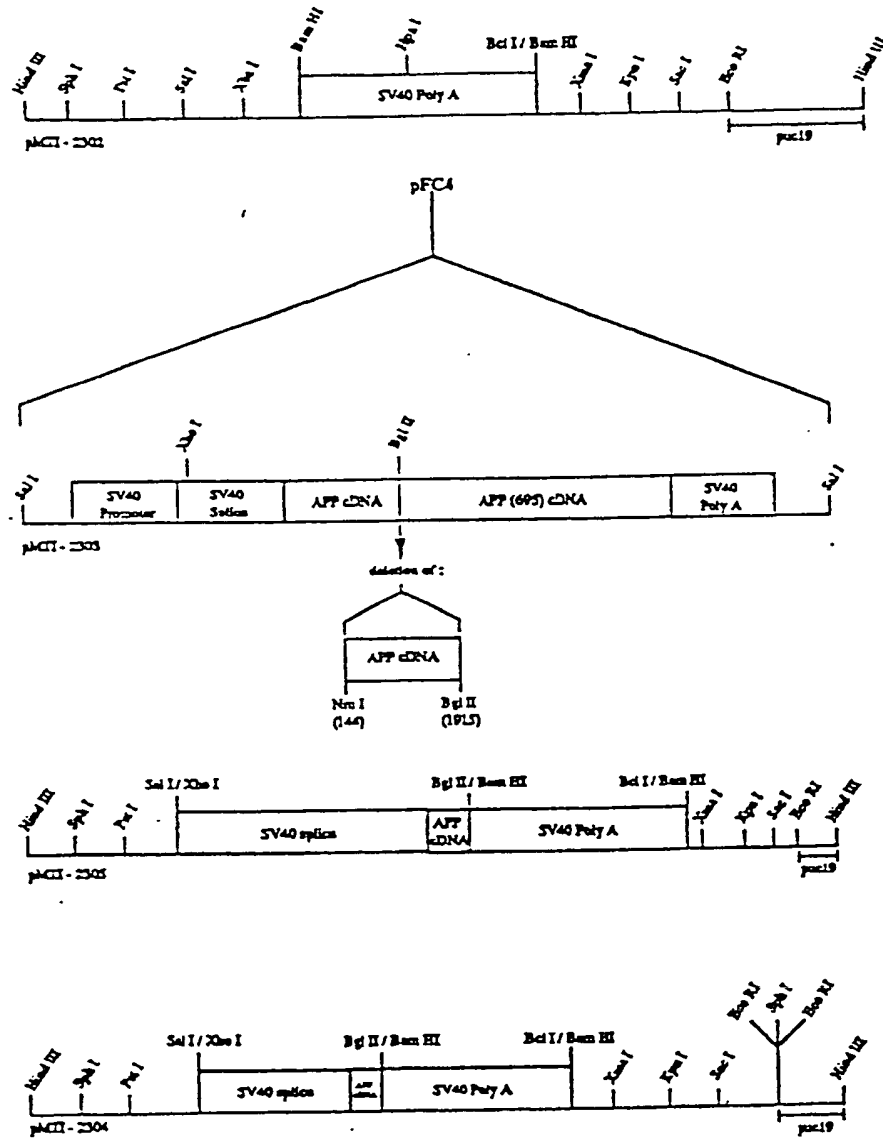 Hind III
Sph I
Pst I
Sal I
Xho I
Bam HI
Hpa I
Bcl I / Bam HI
Xma I
Kpn I
Sac I
Eco RI
Hind III
SV40 Poly A
pMTI - 2302
puc19
pFC4
Sal I
Xho I
Bgl II
Sal I
SV40 Promoter
SV40 Splice
APP cDNA
APP (695) cDNA
SV40 Poly A
deletion of :
APP cDNA
Nru I
(144)
Bgl II
(1915)
Hind III
Sph I
Pst I
Sal I / Xho I
Bgl II / Bam HI
Bcl I / Bam HI
Xma I
Kpn I
Sac I
Eco RI
Hind III
SV40 splice
APP cDNA
SV40 Poly A
puc19
Hind III
Sph I
Pst I
Sal I / Xho I
Bgl II / Bam HI
Bcl I / Bam HI
Xma I
Kpn I
Sac I
Eco RI
Sph I
Eco RI
Hind III
SV40 splice
SV40 Poly A
pMTI - 2304
puc19